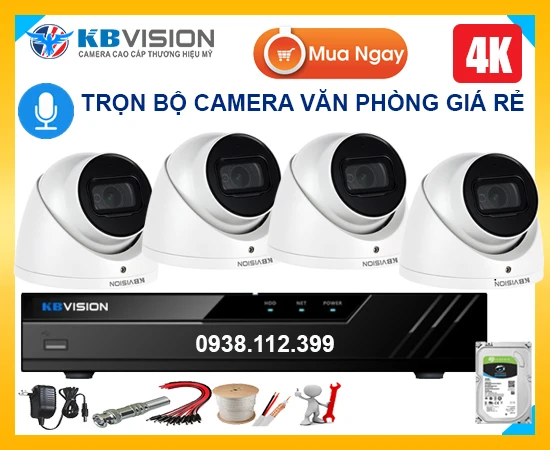 KBVISION
CAMERA CAO CẤP THƯƠNG HIỆU MỸ
Mua Ngay
4K
TRỌN BỘ CAMERA VĂN PHÒNG GIÁ RẺ
KBVISION
KBVISION
KBVISION
KBVISION
KBVISION
HDD NET POWER
0938.112.399